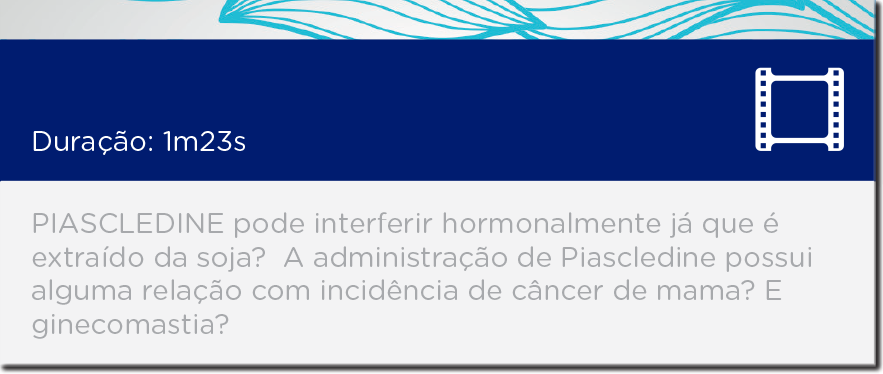 Duração: 1m23s
PIASCLEDINE pode interferir hormonalmente já que é
extraído da soja?  A administração de Piascledine possui
alguma relação com incidência de câncer de mama? E
ginecomastia?